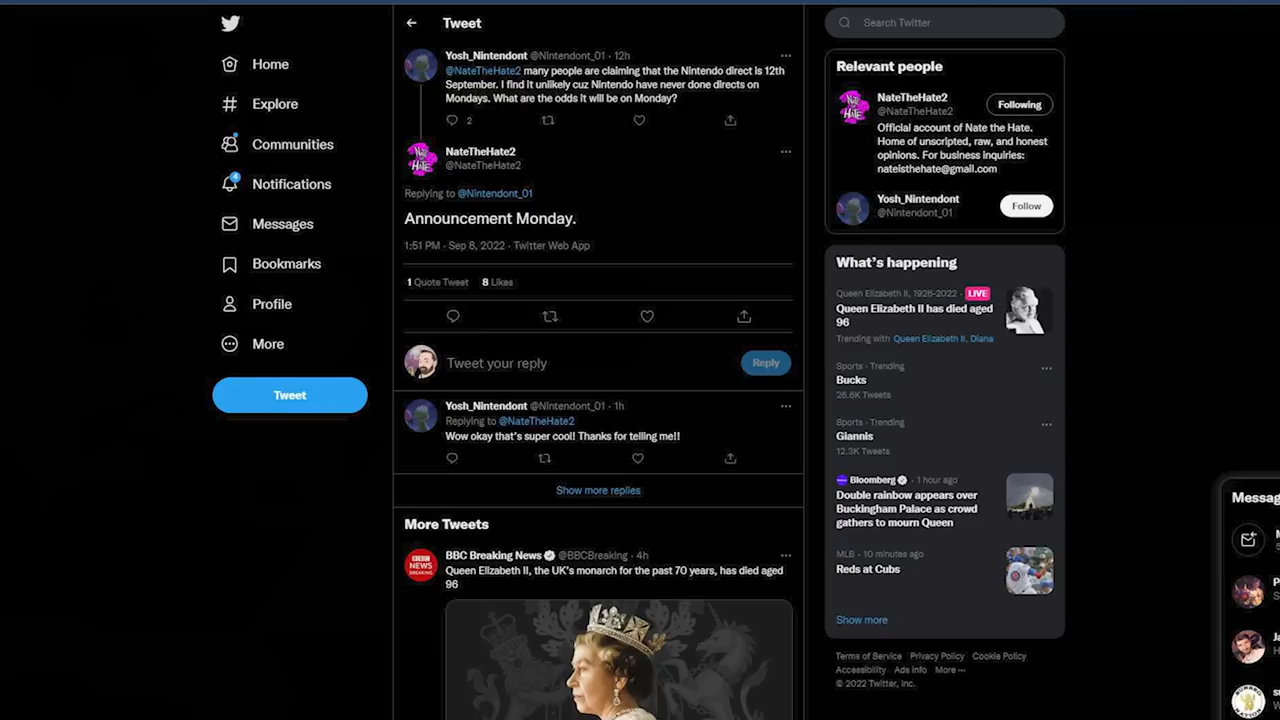 Home
Explore
Communities
4
Notifications
Messages
Bookmarks
Profile
More
Tweet
Tweet
Yosh_Nintendont @Nintendont_01 · 12h
@NateTheHate2 many people are claiming that the Nintendo direct is 12th
September. I find it unlikely cuz Nintendo have never done directs on
Mondays. What are the odds it will be on Monday?
2
NateTheHate2
@NateTheHate2
Replying to @Nintendont_01
Announcement Monday.
1:51 PM · Sep 8, 2022 · Twitter Web App
1 Quote Tweet 8 Likes
Tweet your reply
Reply
Yosh_Nintendont @Nintendont_01 · 1h
Replying to @NateTheHate2
Wow okay that's super cool! Thanks for telling me!!
Show more replies
More Tweets
BBC
NEWS
BREAKING
BBC Breaking News @BBCBreaking · 4h
Queen Elizabeth II, the UK's monarch for the past 70 years, has died aged
96
Search Twitter
Relevant people
NateTheHate2
@NateTheHate2
Following
Official account of Nate the Hate.
Home of unscripted, raw, and honest
opinions. For business inquiries:
nateisthehate@gmail.com
Yosh_Nintendont
@Nintendont_01
Follow
What's happening
Queen Elizabeth II, 1926-2022 · LIVE
Queen Elizabeth II has died aged
96
Trending with Queen Elizabeth II, Diana
Sports · Trending
Bucks
26.6K Tweets
Sports · Trending
Giannis
12.3K Tweets
Bloomberg · 1 hour ago
Double rainbow appears over
Buckingham Palace as crowd
gathers to mourn Queen
MLB · 10 minutes ago
Reds at Cubs
Show more
Terms of Service Privacy Policy Cookie Policy
Accessibility Ads info More ···
© 2022 Twitter, Inc.